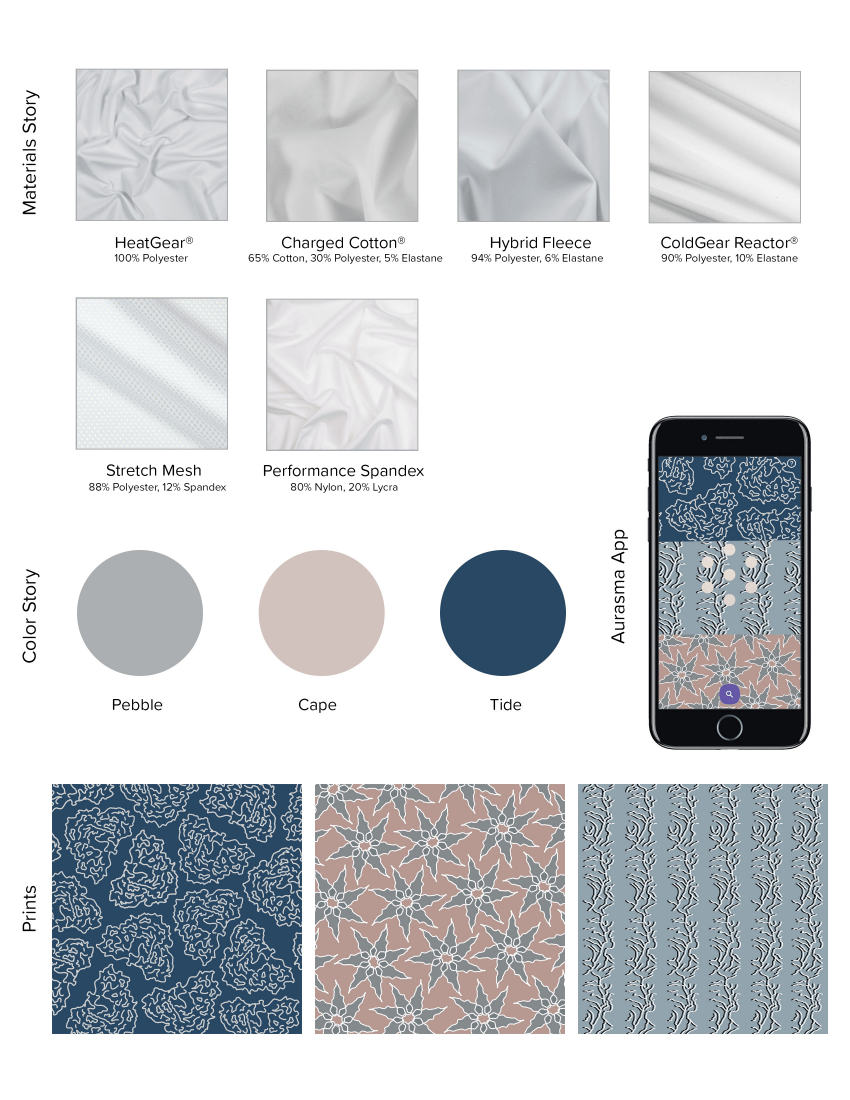 Materials Story
HeatGear®
100% Polyester
Charged Cotton®
65% Cotton, 30% Polyester, 5% Elastane
Hybrid Fleece
94% Polyester, 6% Elastane
ColdGear Reactor®
90% Polyester, 10% Elastane
Stretch Mesh
88% Polyester, 12% Spandex
Performance Spandex
80% Nylon, 20% Lycra
Color Story
Pebble
Cape
Tide
Aurasma App
Prints